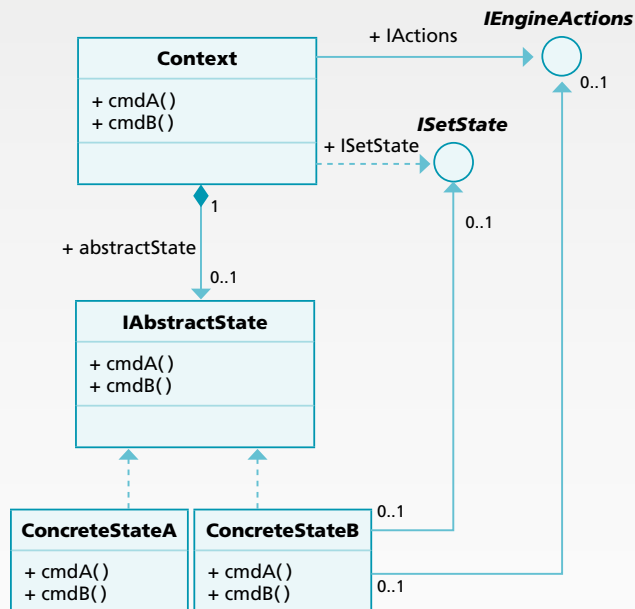 IEngineActions
+ IActions
Context
0..1
+ cmdA()
+ cmdB()
ISetState
+ ISetState
1
0..1
+ abstractState
0..1
IAbstractState
+ cmdA()
+ cmdB()
0..1
ConcreteStateA
ConcreteStateB
+ cmdA()
+ cmdB()
+ cmdA()
+ cmdB()
0..1